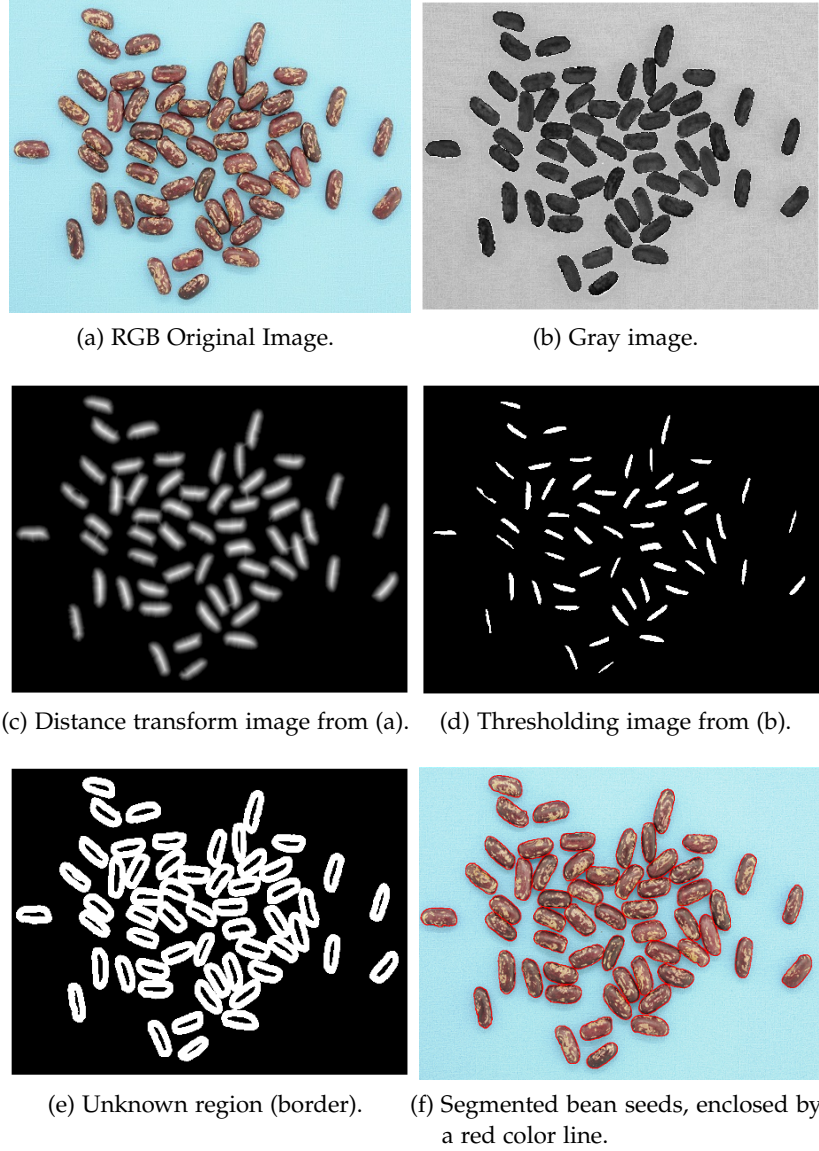 (a) RGB Original Image.
(b) Gray image.
(c) Distance transform image from (a).
(d) Thresholding image from (b).
(e) Unknown region (border).
(f) Segmented bean seeds, enclosed by
a red color line.